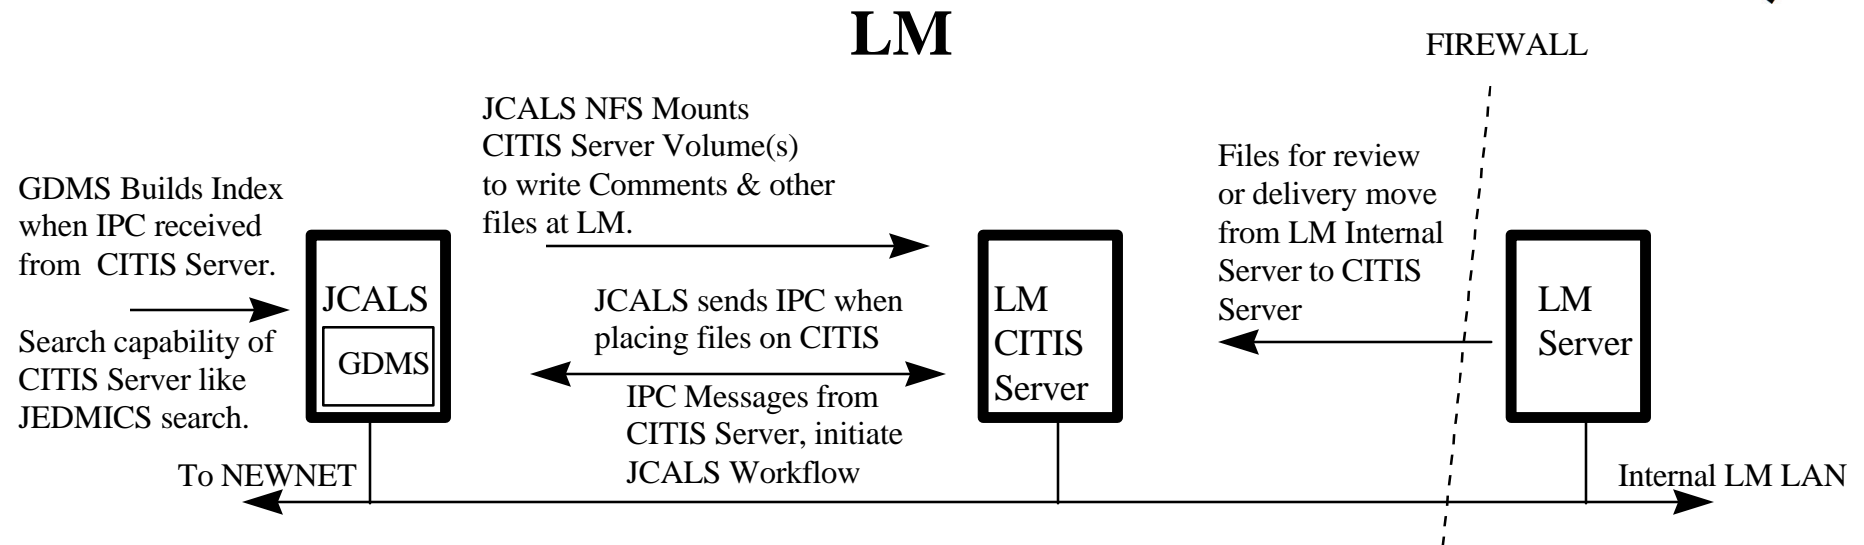 LM
FIREWALL
JCALS NFS Mounts
CITIS Server Volume(s)
to write Comments & other
files at LM.
Files for review
or delivery move
from LM Internal
Server to CITIS
Server
GDMS Builds Index
when IPC received
from CITIS Server.
Search capability of
CITIS Server like
JEDMICS search.
JCALS
GDMS
JCALS sends IPC when
placing files on CITIS
IPC Messages from
CITIS Server, initiate
JCALS Workflow
LM
CITIS
Server
LM
Server
To NEWNET
Internal LM LAN